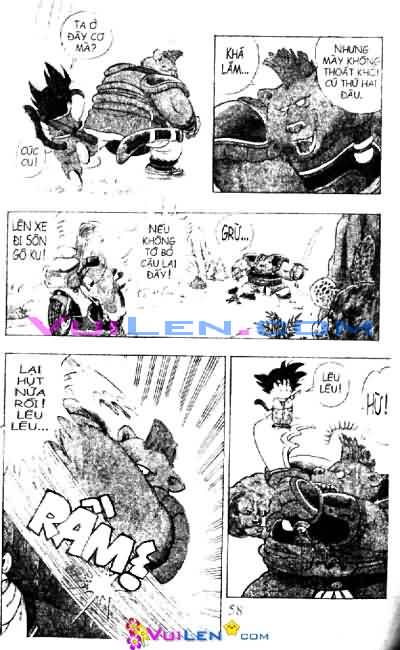 TA Ở
ĐÂY CƠ
MÀ?
CÚC
CU!
KHÁ
LẮM...
NHƯNG
MÀY KHÔNG
THOÁT KHỎI
CÚ THỨ HAI
ĐÂU.
LÊN XE
ĐI SÔN
GÔ KU!
NẾU
KHÔNG
TỚ BỎ
CẬU LẠI
ĐẤY!
GRỪ...
VUILEN.COM
LẠI
HỤT
NỮA
RỒI!
LÊU
LÊU...
RẦM!
LÊU
LÊU!
HỪ!
58
VUILEN.COM